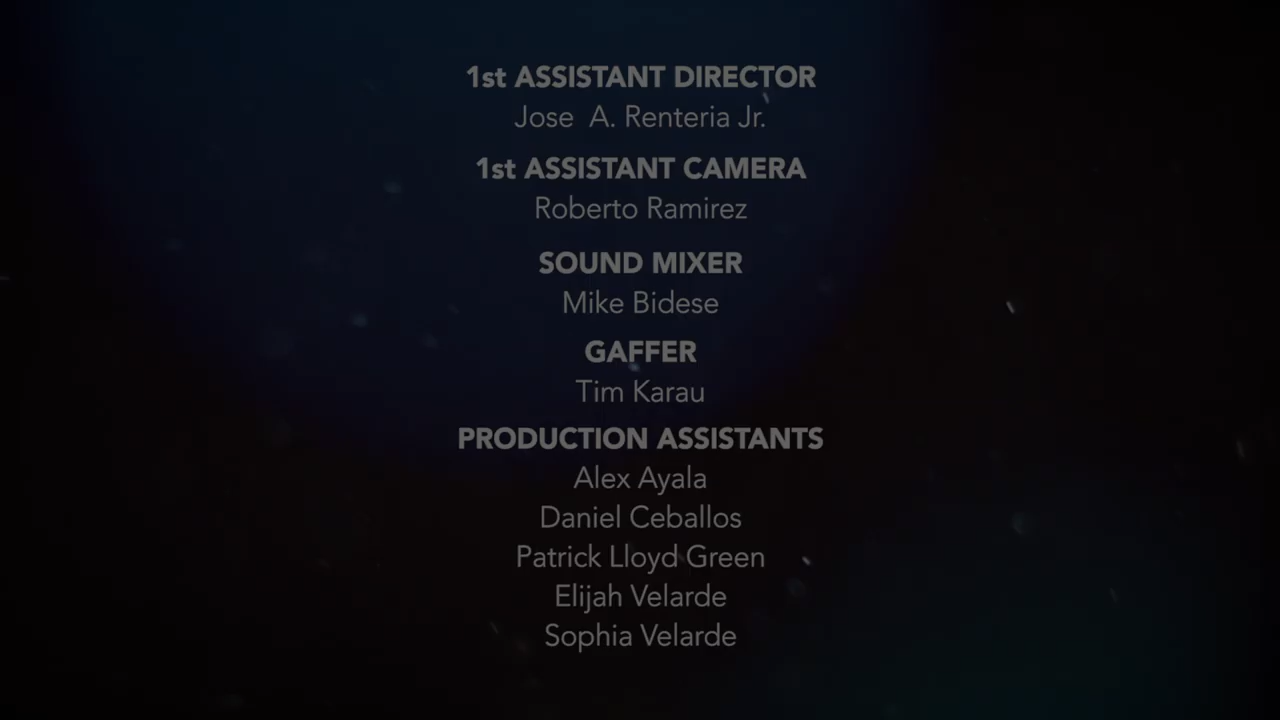 1st ASSISTANT DIRECTOR
Jose  A. Renteria Jr.
1st ASSISTANT CAMERA
Roberto Ramirez
SOUND MIXER
Mike Bidese
GAFFER
Tim Karau
PRODUCTION ASSISTANTS
Alex Ayala
Daniel Ceballos
Patrick Lloyd Green
Elijah Velarde
Sophia Velarde